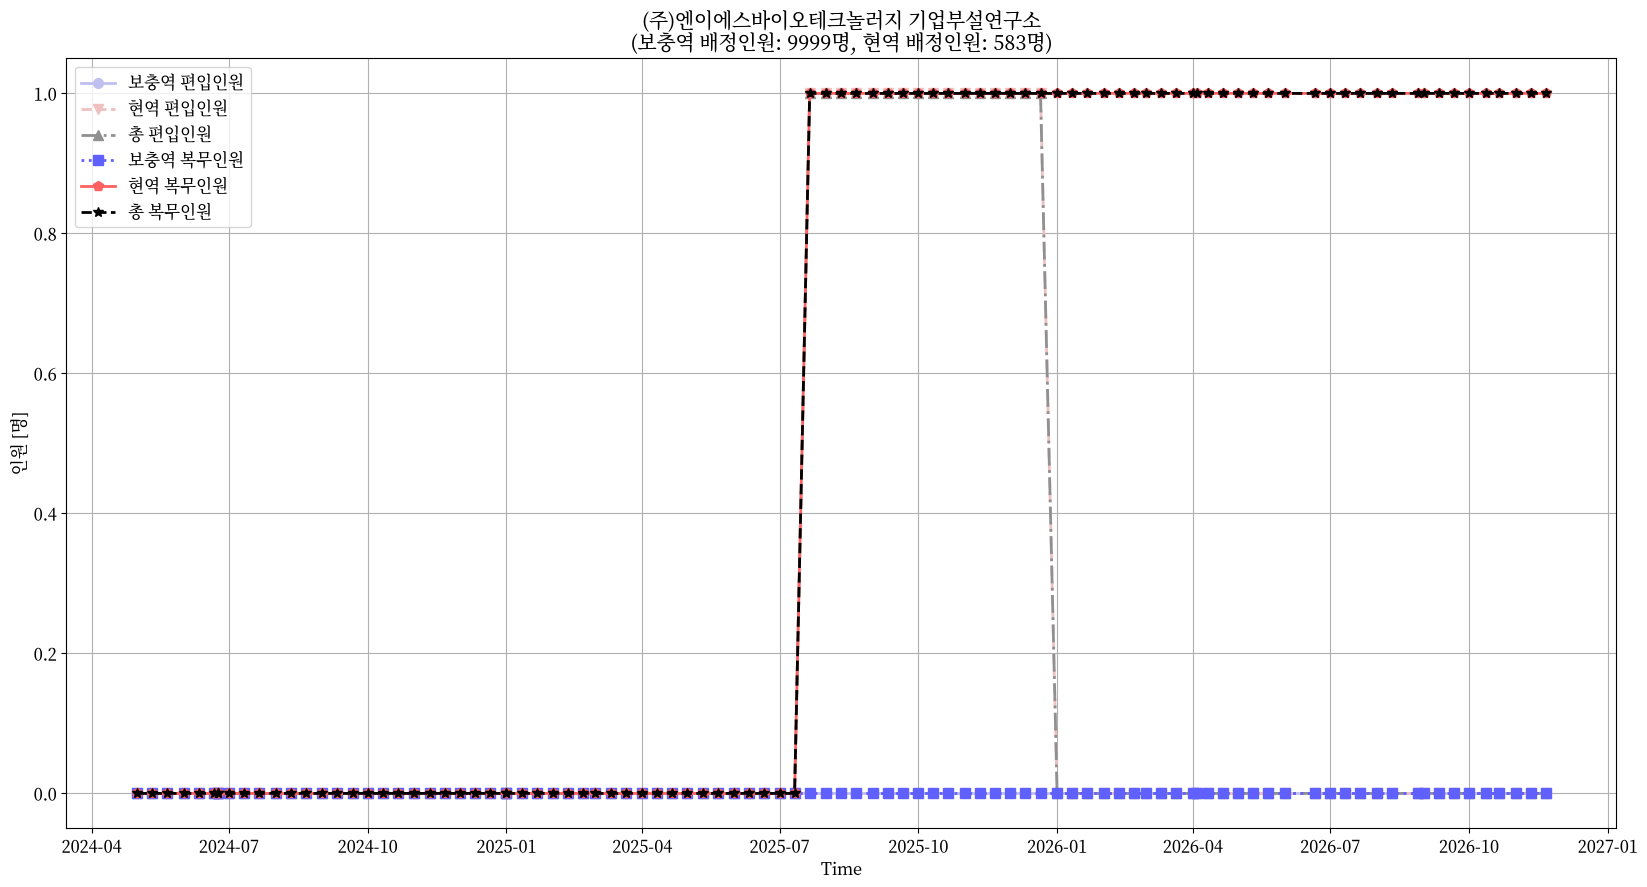 (주)엔이에스바이오테크놀러지 기업부설연구소
(보충역 배정인원: 9999명, 현역 배정인원: 583명)
보충역 편입인원
현역 편입인원
총 편입인원
보충역 복무인원
현역 복무인원
총 복무인원
1.0
0.8
0.6
0.4
0.2
0.0
인원 [명]
2024-04
2024-07
2024-10
2025-01
2025-04
2025-07
2025-10
2026-01
2026-04
2026-07
2026-10
2027-01
Time